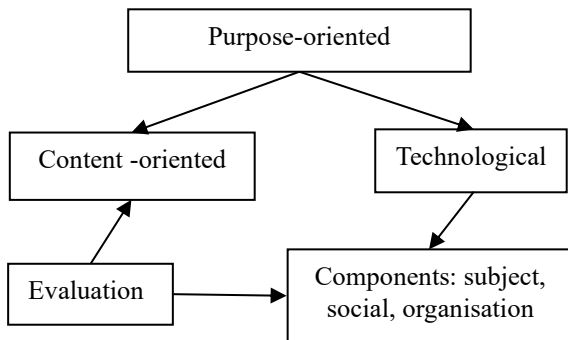 Purpose-oriented
Content -oriented
Technological
Evaluation
Components: subject,
social, organisation